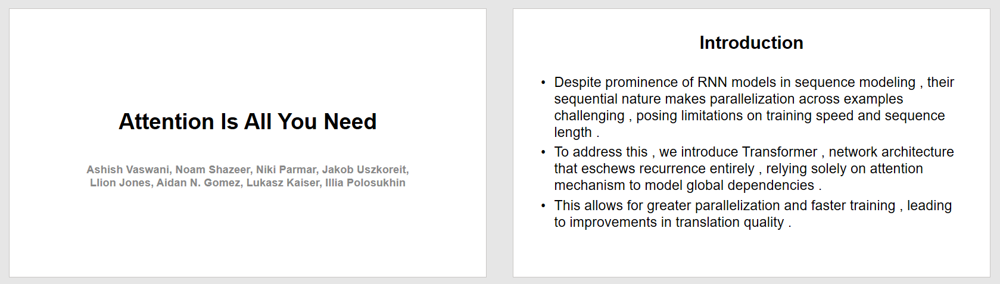 Attention Is All You Need
Ashish Vaswani, Noam Shazeer, Niki Parmar, Jakob Uszkoreit,
Llion Jones, Aidan N. Gomez, Lukasz Kaiser, Illia Polosukhin
Introduction
• Despite prominence of RNN models in sequence modeling , their
sequential nature makes parallelization across examples
challenging , posing limitations on training speed and sequence
length .
• To address this , we introduce Transformer , network architecture
that eschews recurrence entirely , relying solely on attention
mechanism to model global dependencies .
• This allows for greater parallelization and faster training , leading
to improvements in translation quality .